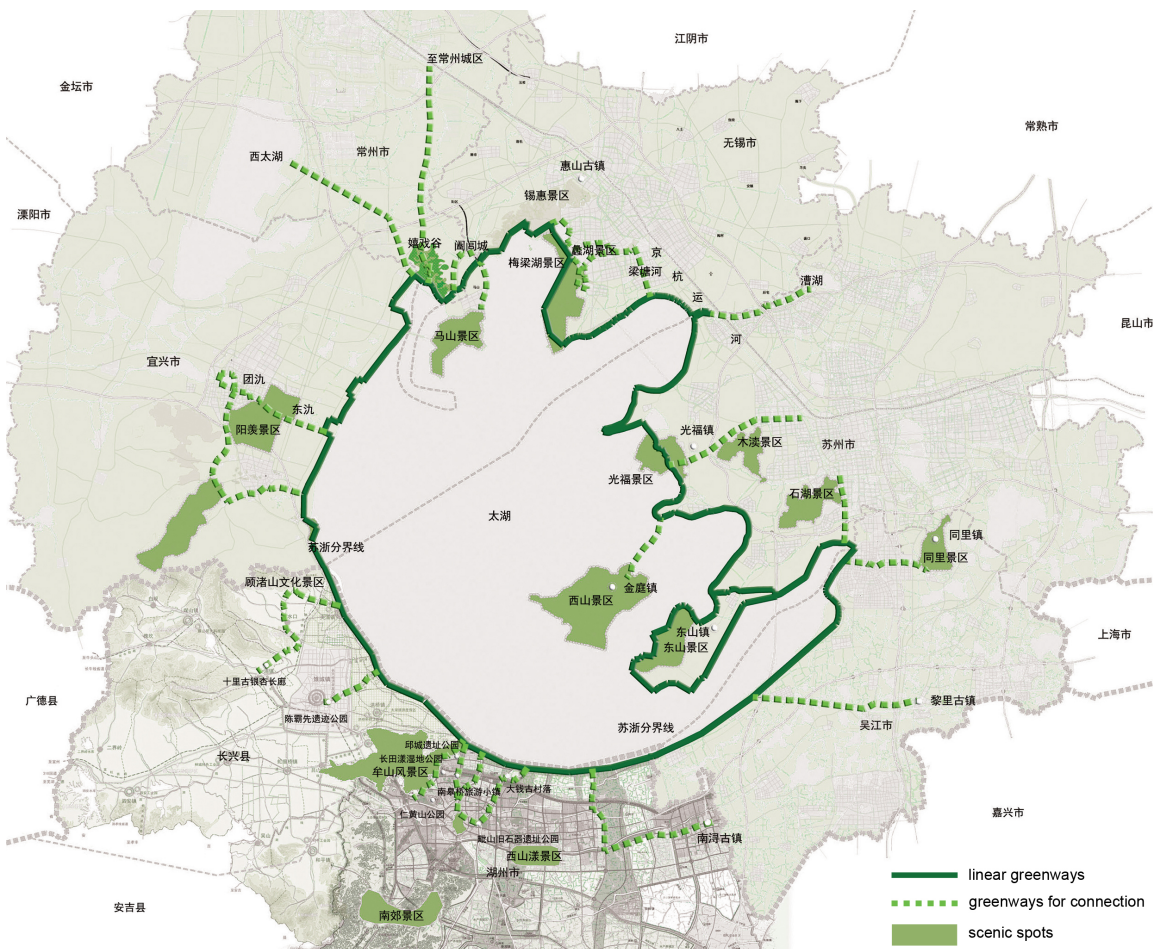 江阴市
至常州城区
金坛市
常熟市
无锡市
常州市
西太湖
惠山古镇
锡惠景区
溧阳市
嬉戏谷
阖闾城
蠡湖景区
京
梅梁湖景区
梁塘河
杭
漕湖
运
昆山市
河
马山景区
宜兴市
团氿
东氿
阳羡景区
光福镇
木渎景区
苏州市
光福景区
石湖景区
太湖
同里镇
苏浙分界线
同里景区
顾渚山文化景区
金庭镇
西山景区
东山镇
上海市
东山景区
十里古银杏长廊
广德县
黎里古镇
陈霸先遗迹公园
吴江市
苏浙分界线
邱城遗址公园
长兴县
长田漾湿地公园
牟山风景区
南皋桥旅游小镇
大钱古村落
仁黄山公园
嘉兴市
毗山旧石器遗址公园
南浔古镇
西山漾景区
湖州市
linear greenways
greenways for connection
安吉县
南郊景区
scenic spots